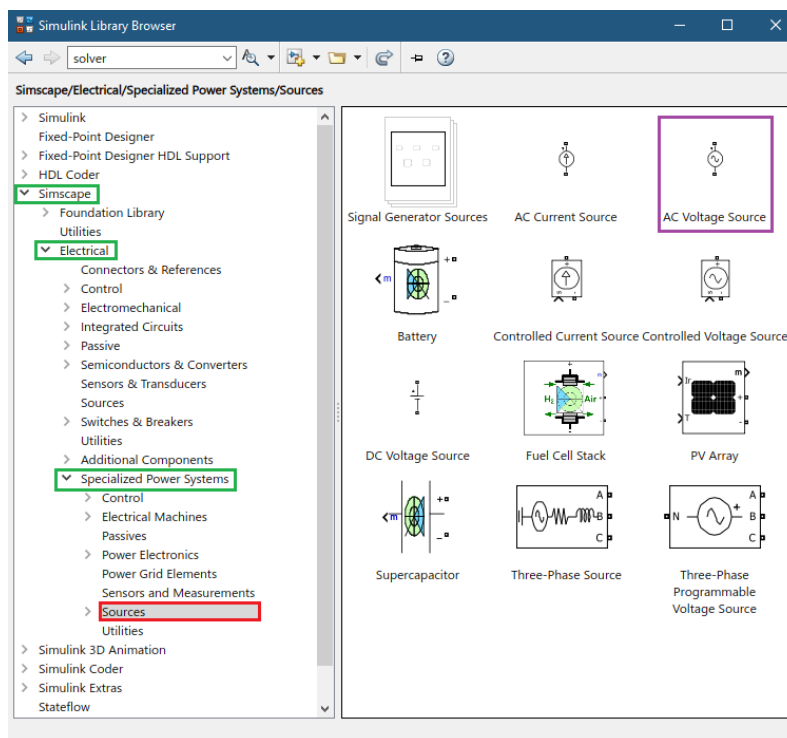 Simulink Library Browser
solver
Simscape/Electrical/Specialized Power Systems/Sources
Simulink
Fixed-Point Designer
Fixed-Point Designer HDL Support
HDL Coder
Simscape
Foundation Library
Utilities
Electrical
Connectors & References
Control
Electromechanical
Integrated Circuits
Passive
Semiconductors & Converters
Sensors & Transducers
Sources
Switches & Breakers
Utilities
Additional Components
Specialized Power Systems
Control
Electrical Machines
Passives
Power Electronics
Power Grid Elements
Sensors and Measurements
Sources
Utilities
Simulink 3D Animation
Simulink Coder
Simulink Extras
Stateflow
Signal Generator Sources
AC Current Source
AC Voltage Source
m
+
-
Battery
Controlled Current Source
Controlled Voltage Source
DC Voltage Source
H2
Air
Fuel Cell Stack
Ir
T
m
+
-
PV Array
m
+
-
Supercapacitor
A
B
C
Three-Phase Source
N
A
B
C
Three-Phase
Programmable
Voltage Source